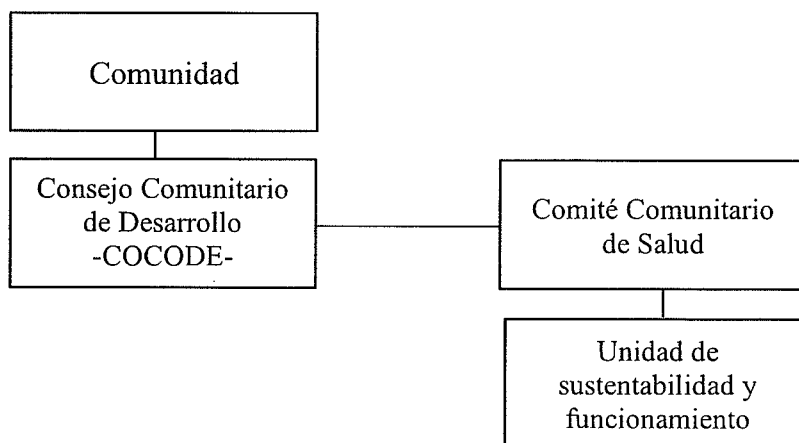 Comunidad
Consejo Comunitario
de Desarrollo
-COCODE-
Comité Comunitario
de Salud
Unidad de
sustentabilidad y
funcionamiento